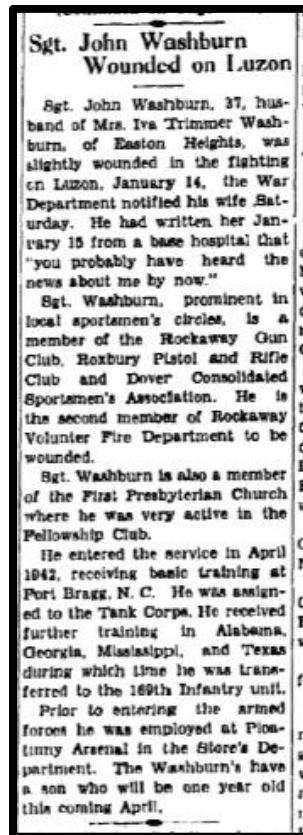 Sgt. John Washburn
Wounded on Luzon
Sgt. John Washburn, 37, hus-
band of Mrs. Iva Trimmer Wash-
burn, of Easton Heights, was
slightly wounded in the fighting
on Luzon, January 14, the War
Department notified his wife Sat-
urday. He had written her Jan-
uary 15 from a base hospital that
"you probably have heard the
news about me by now."
Sgt. Washburn, prominent in
local sportsmen's circles, is a
member of the Rockaway Gun
Club, Roxbury Pistol and Rifle
Club and Dover Consolidated
Sportsmen's Association. He is
the second member of Rockaway
Volunter Fire Department to be
wounded.
Sgt. Washburn is also a member
of the First Presbyterian Church
where he was very active in the
Fellowship Club.
He entered the service in April
1942, receiving basic training at
Fort Bragg, N. C. He was assign-
ed to the Tank Corps. He received
further training in Alabama,
Georgia, Mississippi, and Texas
during which time he was trans-
ferred to the 169th Infantry unit.
Prior to entering the armed
forces he was employed at Pica-
tinny Arsenal in the Store's De-
partment. The Washburn's have
a son who will be one year old
this coming April.